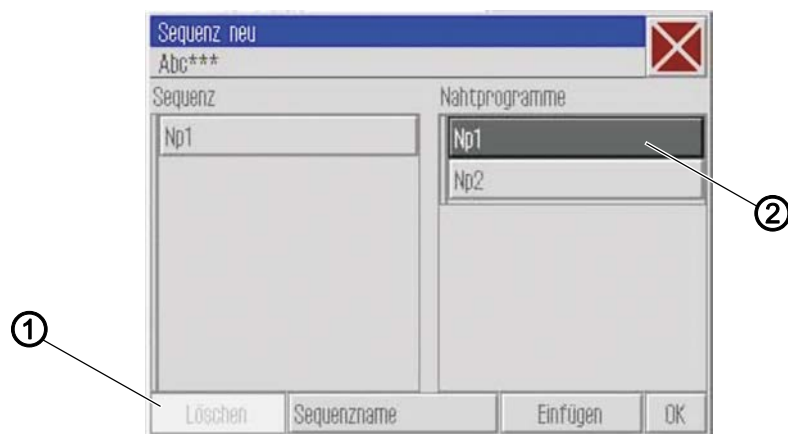 Sequenz neu
Abc***
Sequenz
Nahtprogramme
Np1
Np1
Np2
2
1
Löschen
Sequenzname
Einfügen
OK